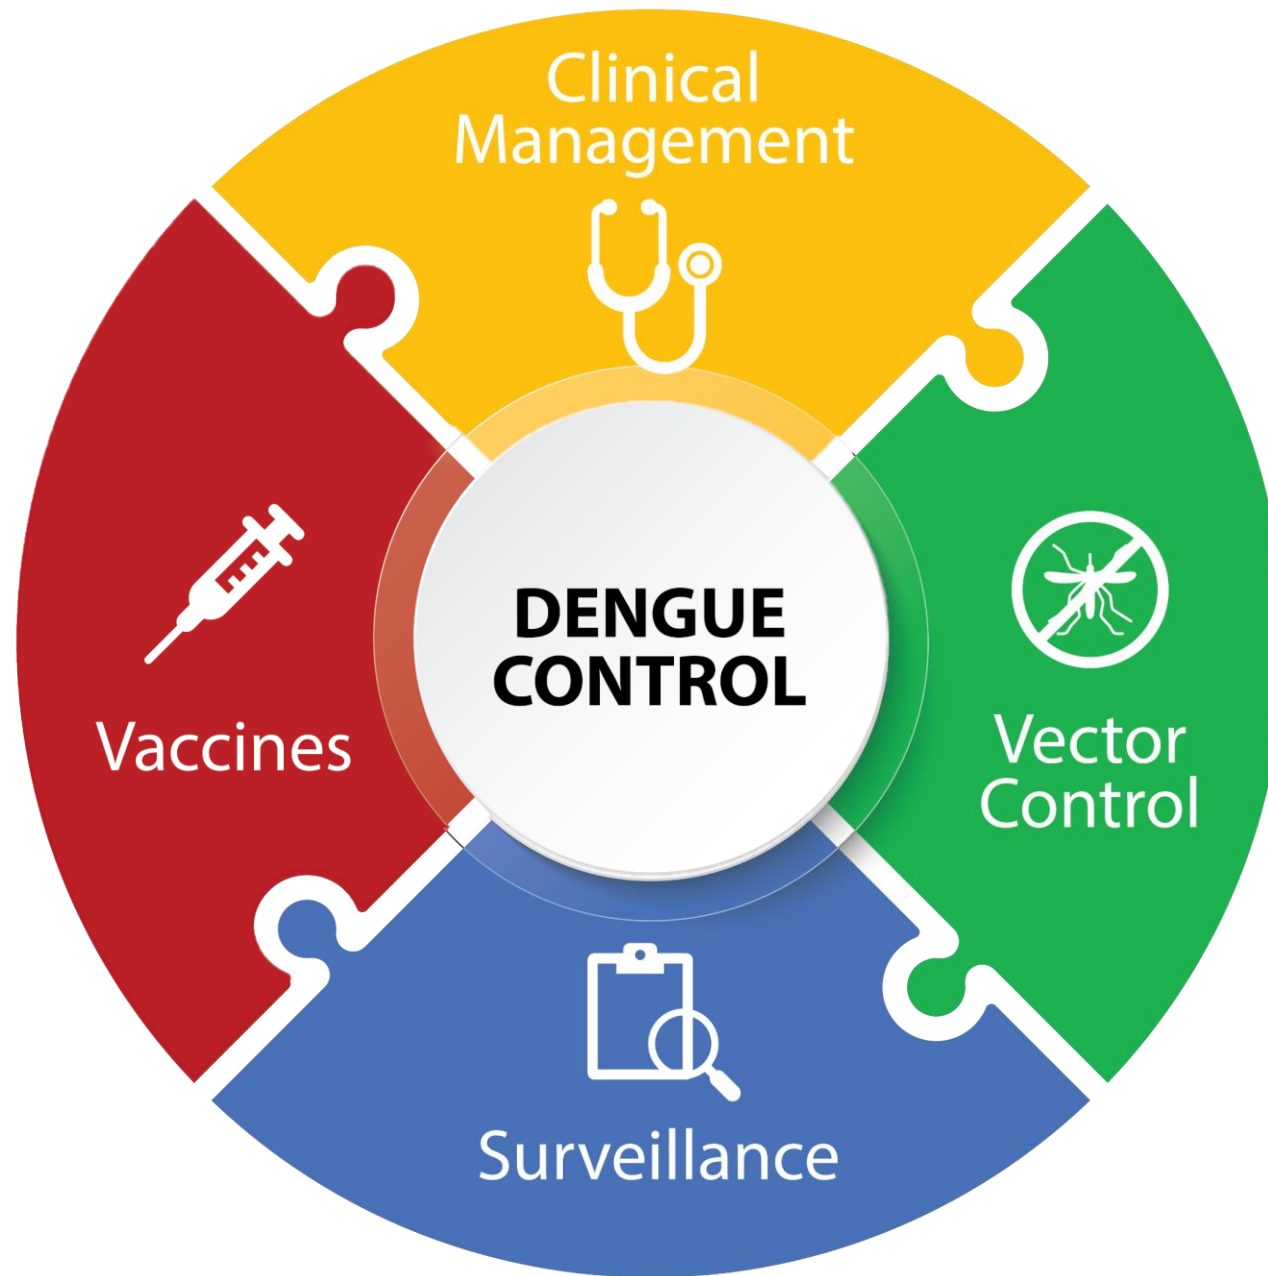 Clinical
Management
Vaccines
DENGUE
CONTROL
Vector
Control
Surveillance